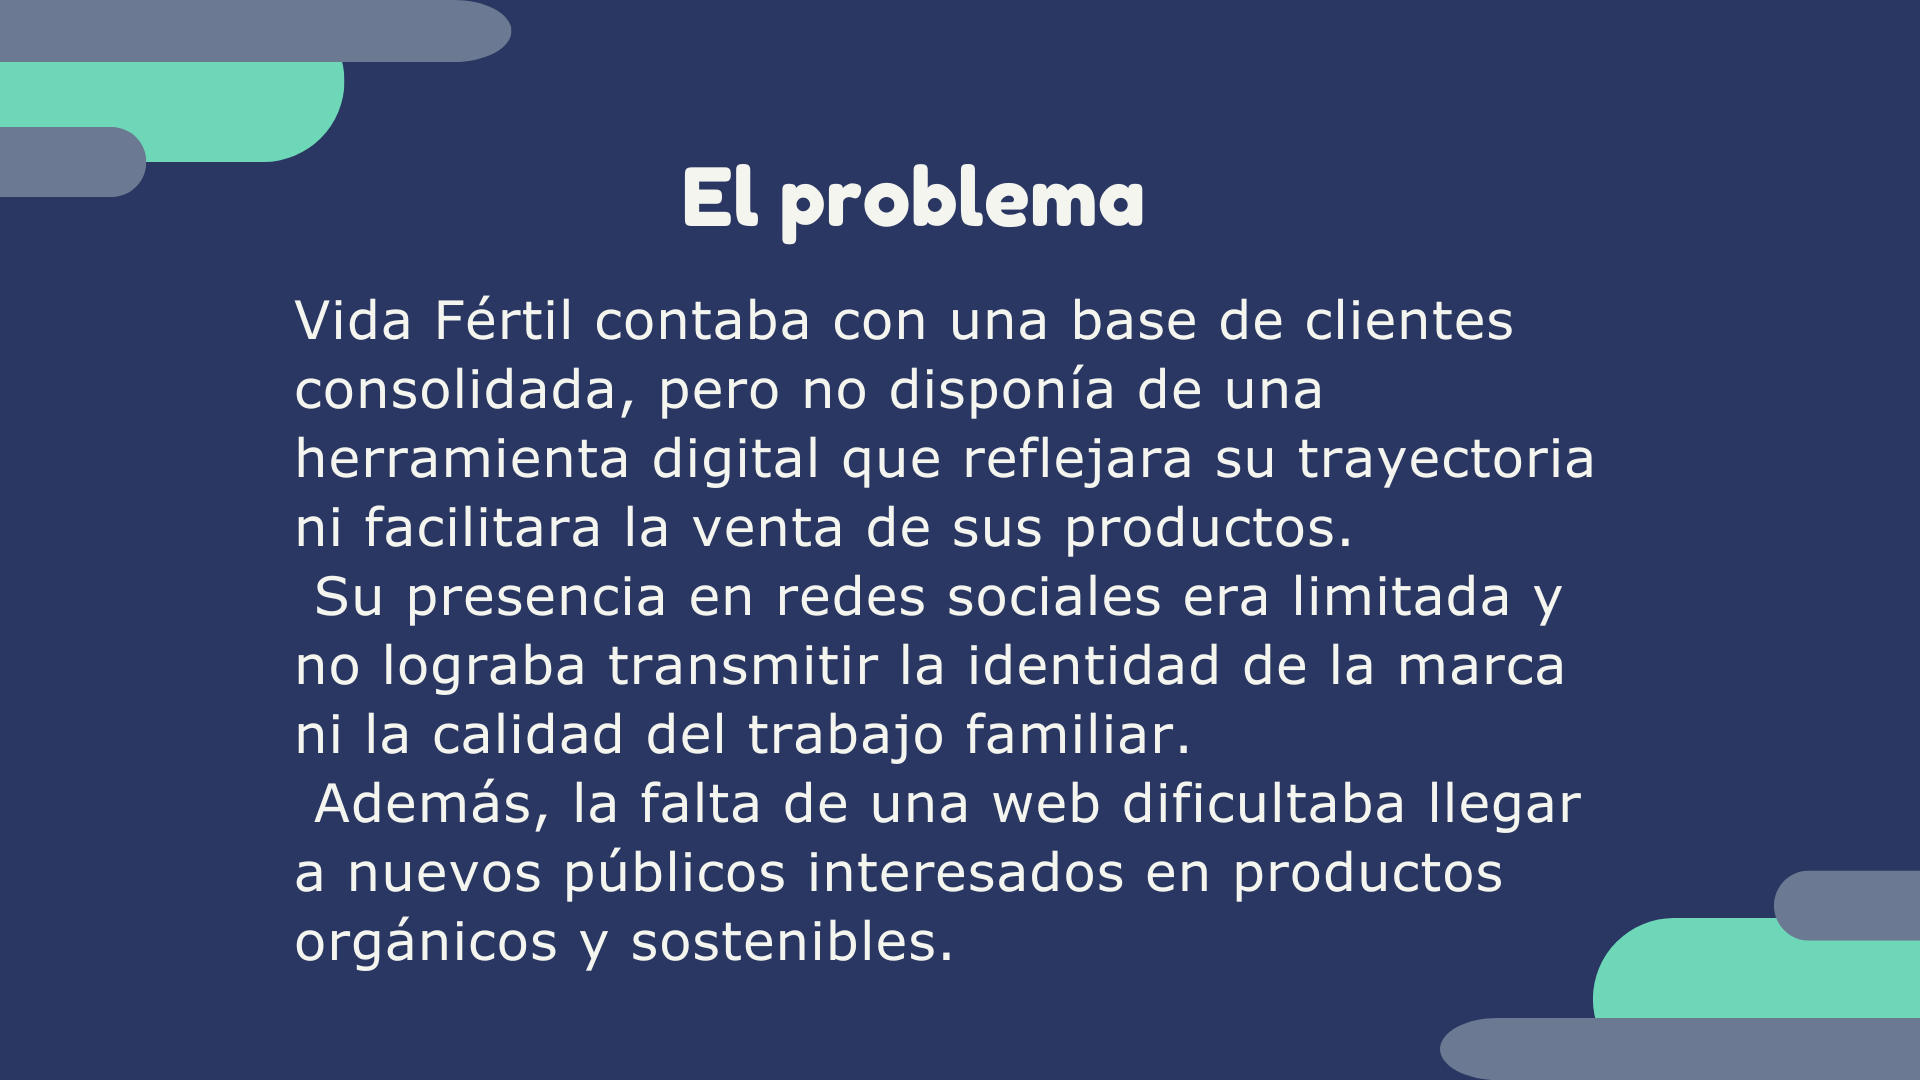 El problema
Vida Fértil contaba con una base de clientes
consolidada, pero no disponía de una
herramienta digital que reflejara su trayectoria
ni facilitara la venta de sus productos.
Su presencia en redes sociales era limitada y
no lograba transmitir la identidad de la marca
ni la calidad del trabajo familiar.
Además, la falta de una web dificultaba llegar
a nuevos públicos interesados en productos
orgánicos y sostenibles.